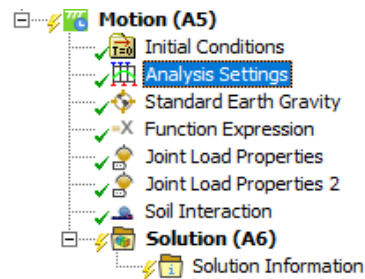 Motion (A5)
Initial Conditions
Analysis Settings
Standard Earth Gravity
Function Expression
Joint Load Properties
Joint Load Properties 2
Soil Interaction
Solution (A6)
Solution Information